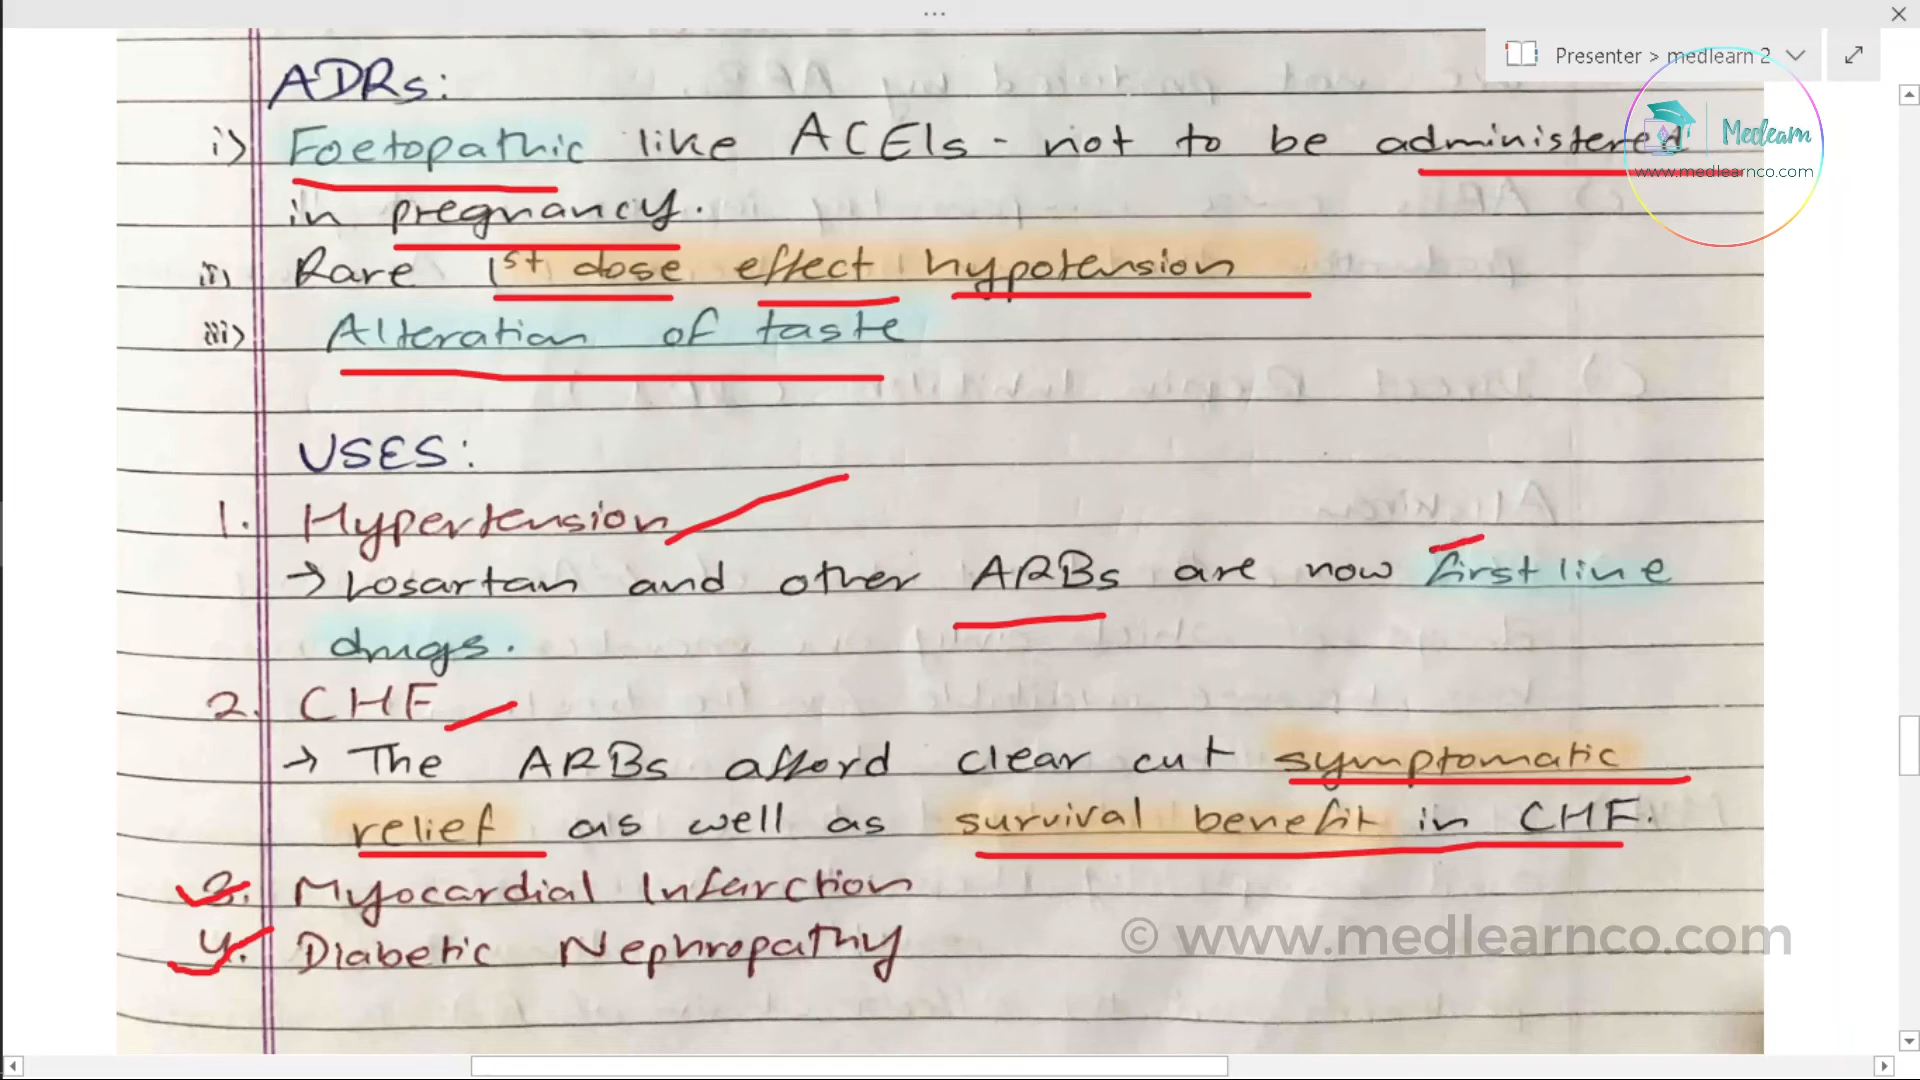 Presenter > medlearn 2
Medlearn
www.medlearnco.com
ADRs:
i) Foetopathic like ACEIs - not to be administered
in pregnancy.
ii) Rare 1st dose effect hypotension
iii) Alteration of taste
USES:
1. Hypertension
→ Losartan and other ARBs are now first line
drugs.
2. CHF
→ The ARBs afford clear cut symptomatic
relief as well as survival benefit in CHF.
3. Myocardial Infarction
4. Diabetic Nephropathy
© www.medlearnco.com